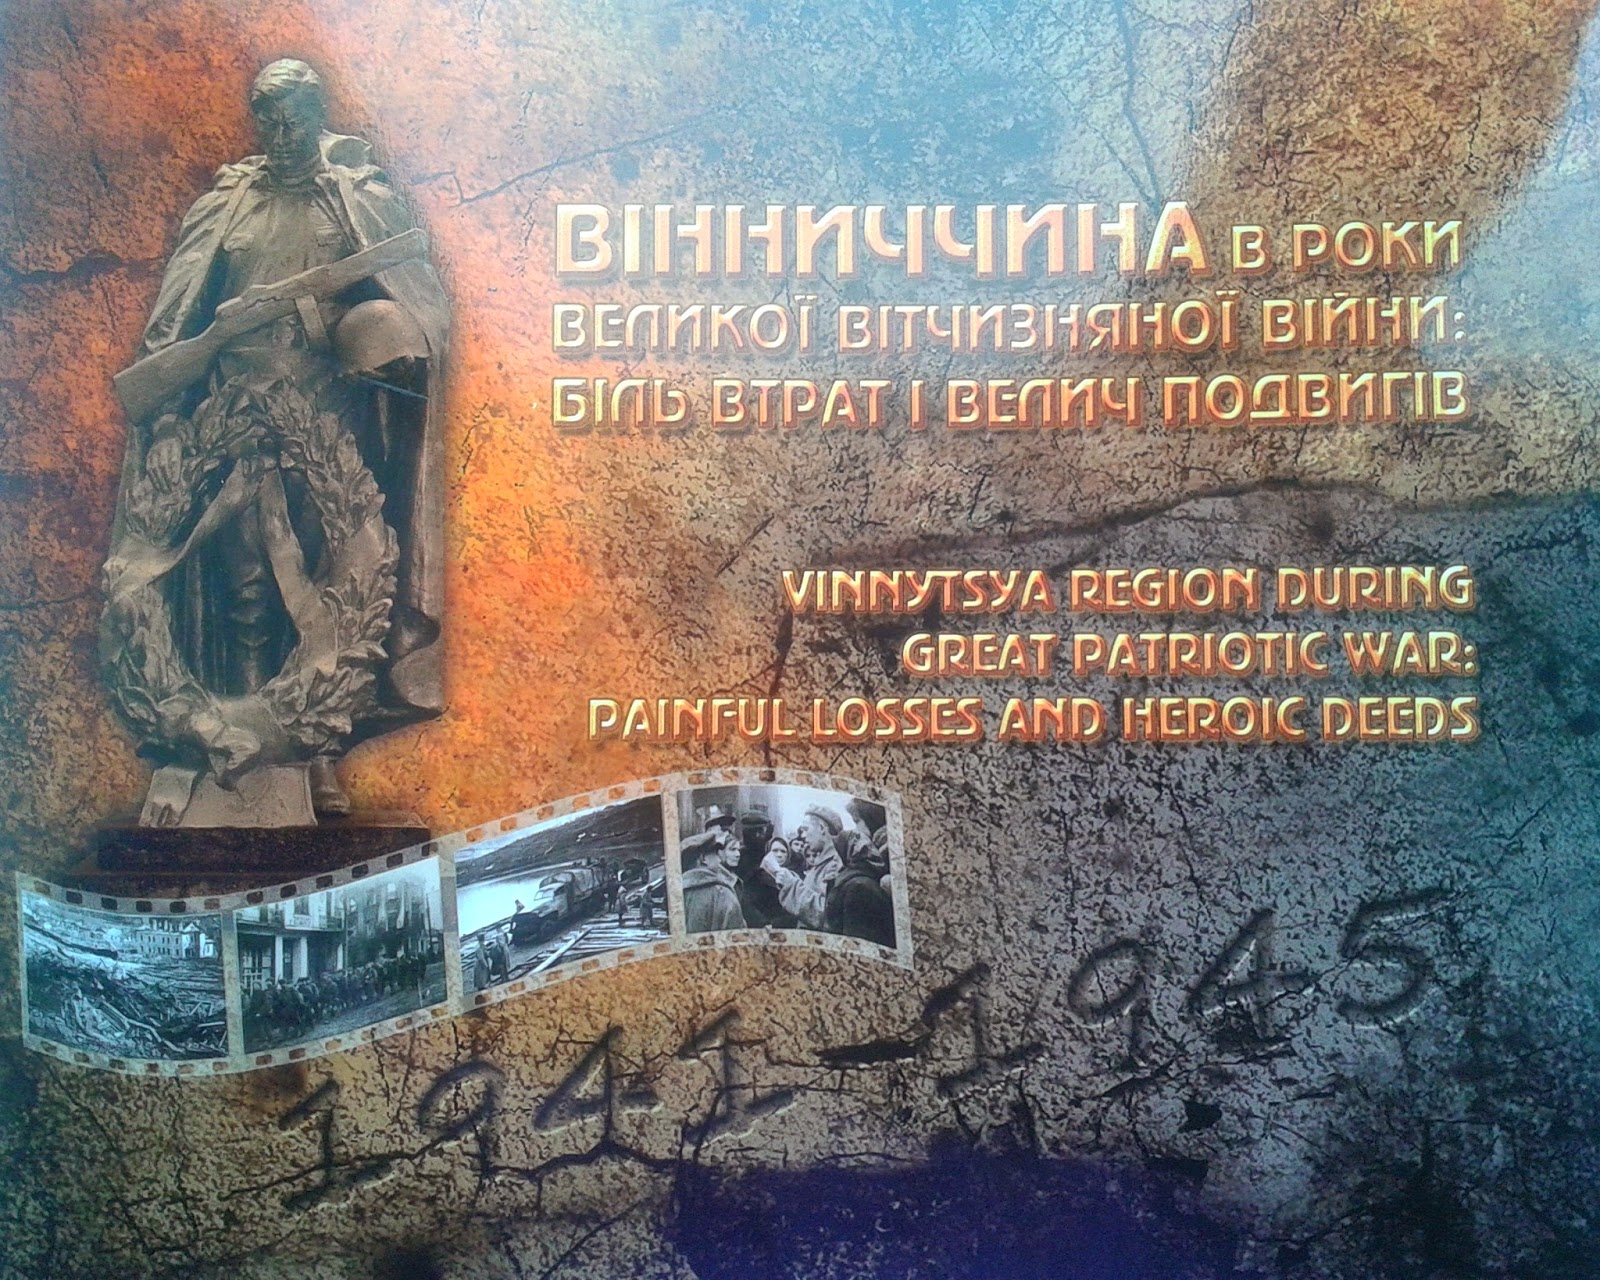 ВІННИЧЧИНА В РОКИ
ВЕЛИКОЇ ВІТЧИЗНЯНОЇ ВІЙНИ:
БІЛЬ ВТРАТ І ВЕЛИЧ ПОДВИГІВ
VINNYTSYA REGION DURING
GREAT PATRIOTIC WAR:
PAINFUL LOSSES AND HEROIC DEEDS
1941-1945